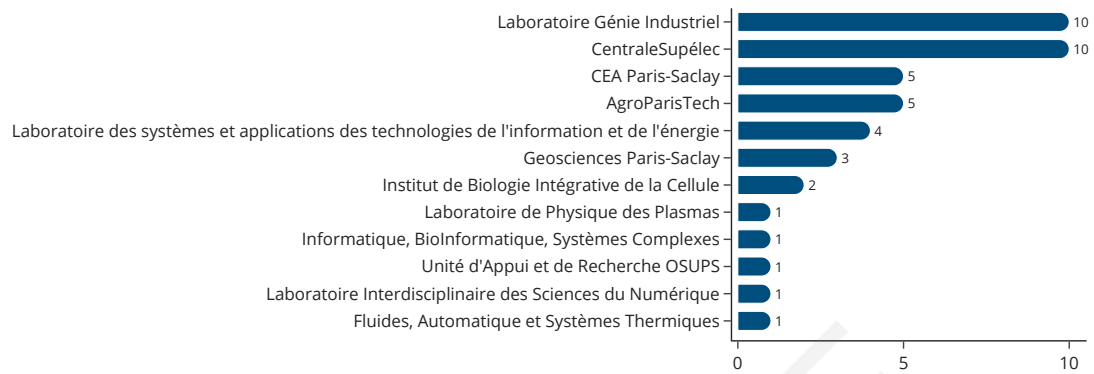 Laboratoire Génie Industriel 10
CentraleSupélec 10
CEA Paris-Saclay 5
AgroParisTech 5
Laboratoire des systèmes et applications des technologies de l'information et de l'énergie 4
Geosciences Paris-Saclay 3
Institut de Biologie Intégrative de la Cellule 2
Laboratoire de Physique des Plasmas 1
Informatique, BioInformatique, Systèmes Complexes 1
Unité d'Appui et de Recherche OSUPS 1
Laboratoire Interdisciplinaire des Sciences du Numérique 1
Fluides, Automatique et Systèmes Thermiques 1
0 5 10